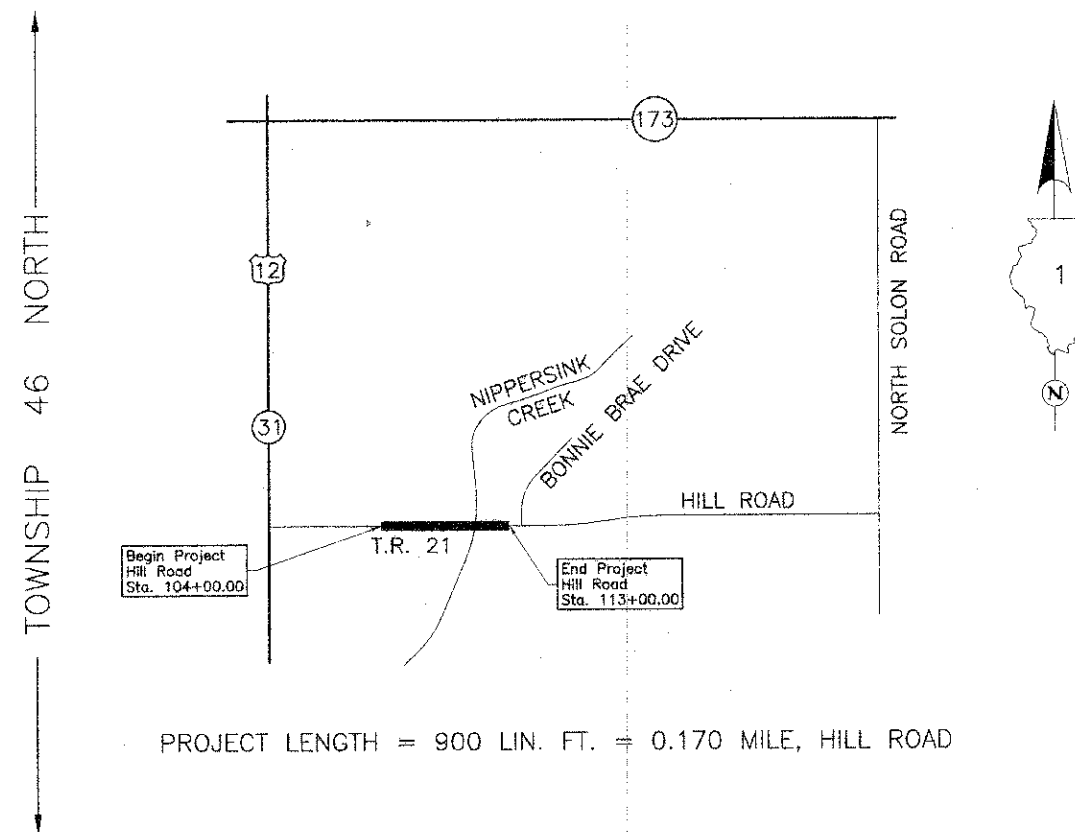 173
TOWNSHIP 46 NORTH
12
NORTH SOLON ROAD
1
N
NIPPERSINK
CREEK
BONNIE BRAE DRIVE
31
HILL ROAD
T.R. 21
Begin Project
Hill Road
Sta. 104+00.00
End Project
Hill Road
Sta. 113+00.00
PROJECT LENGTH = 900 LIN. FT. = 0.170 MILE, HILL ROAD